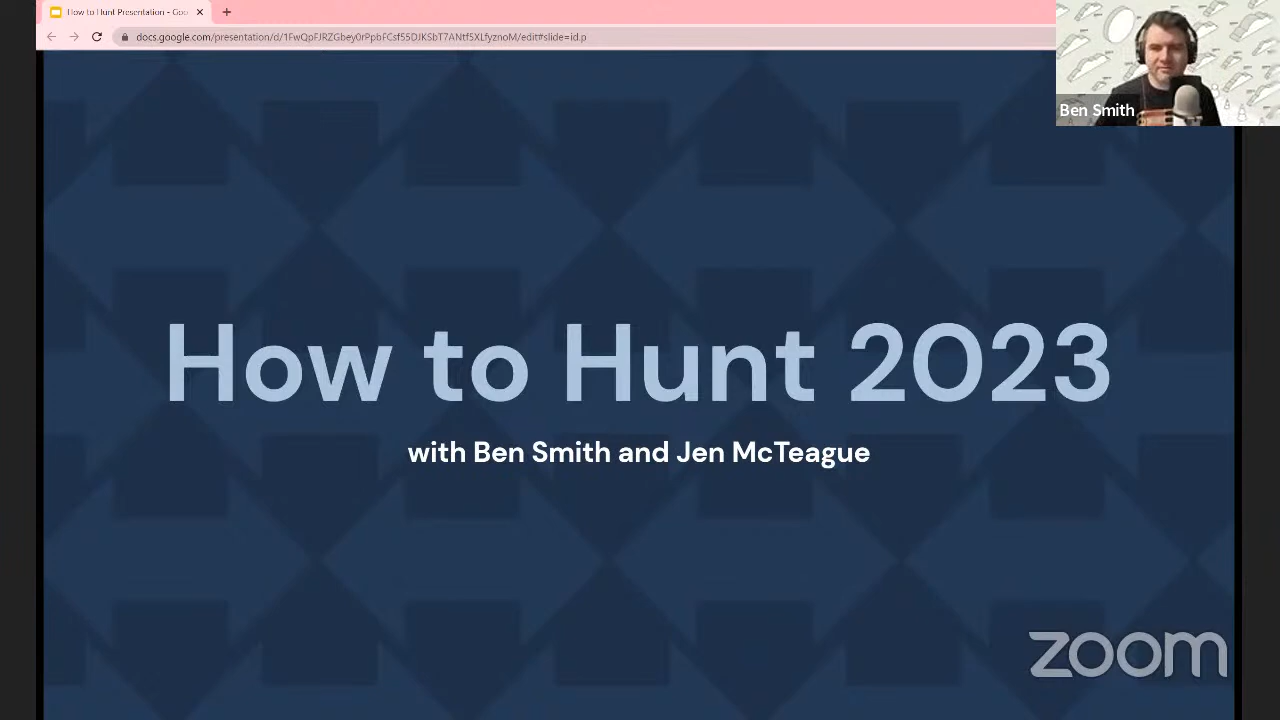 How to Hunt Presentation - Goo
docs.google.com/presentation/d/1FwQpFJRZGbey0rPpbFCsf55DJKSbT7ANtf5XLfyznoM/edit#slide=id.p
Ben Smith
How to Hunt 2023
with Ben Smith and Jen McTeague
zoom